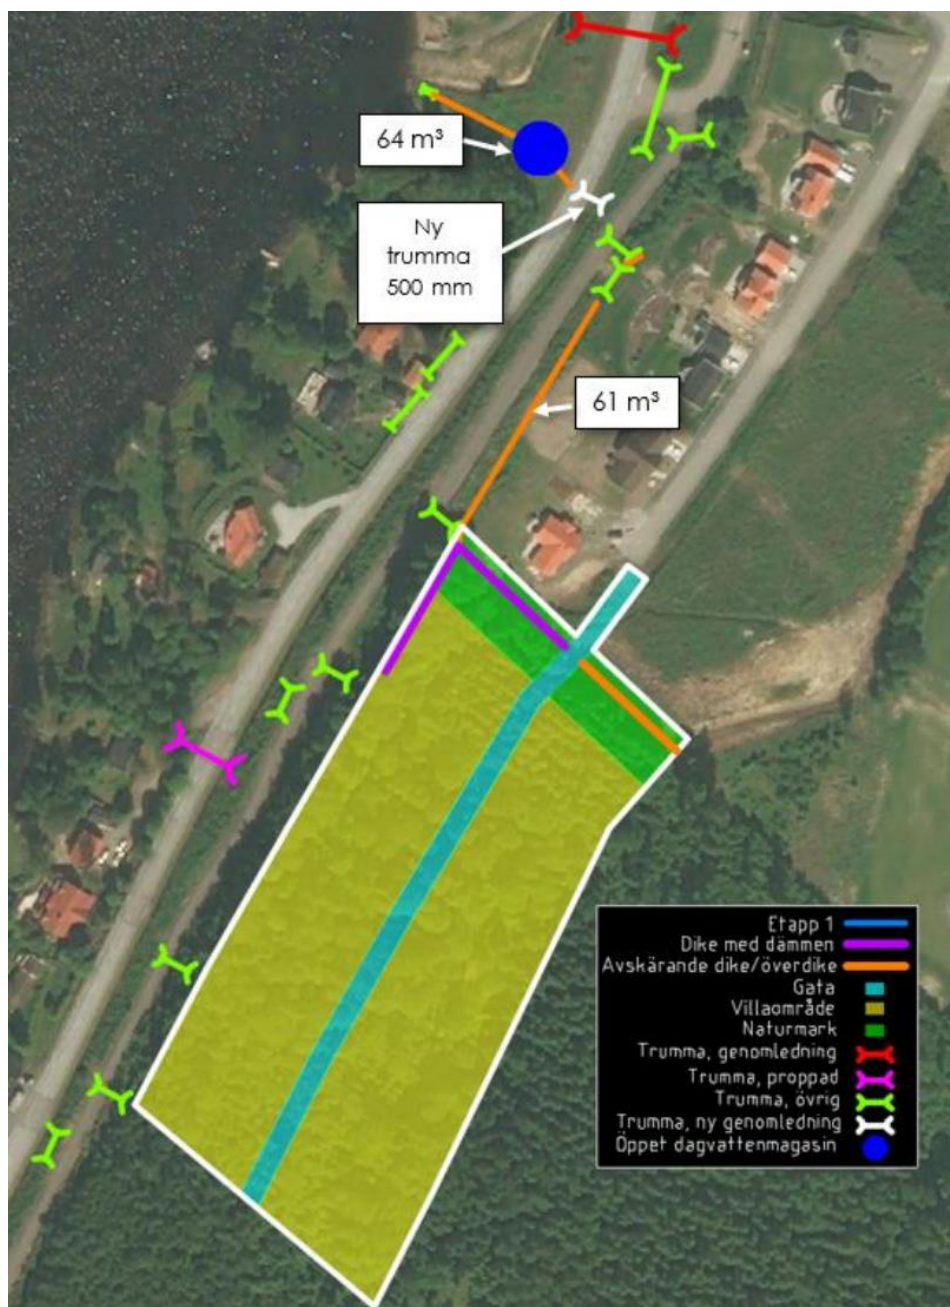 64 m³
Ny
trumma
500 mm
61 m³
Etapp 1
Dike med dämmen
Avskärande dike/överdike
Gata
Villaområde
Naturmark
Trumma, genomledning
Trumma, proppad
Trumma, övrig
Trumma, ny genomledning
Öppet dagvattenmagasin